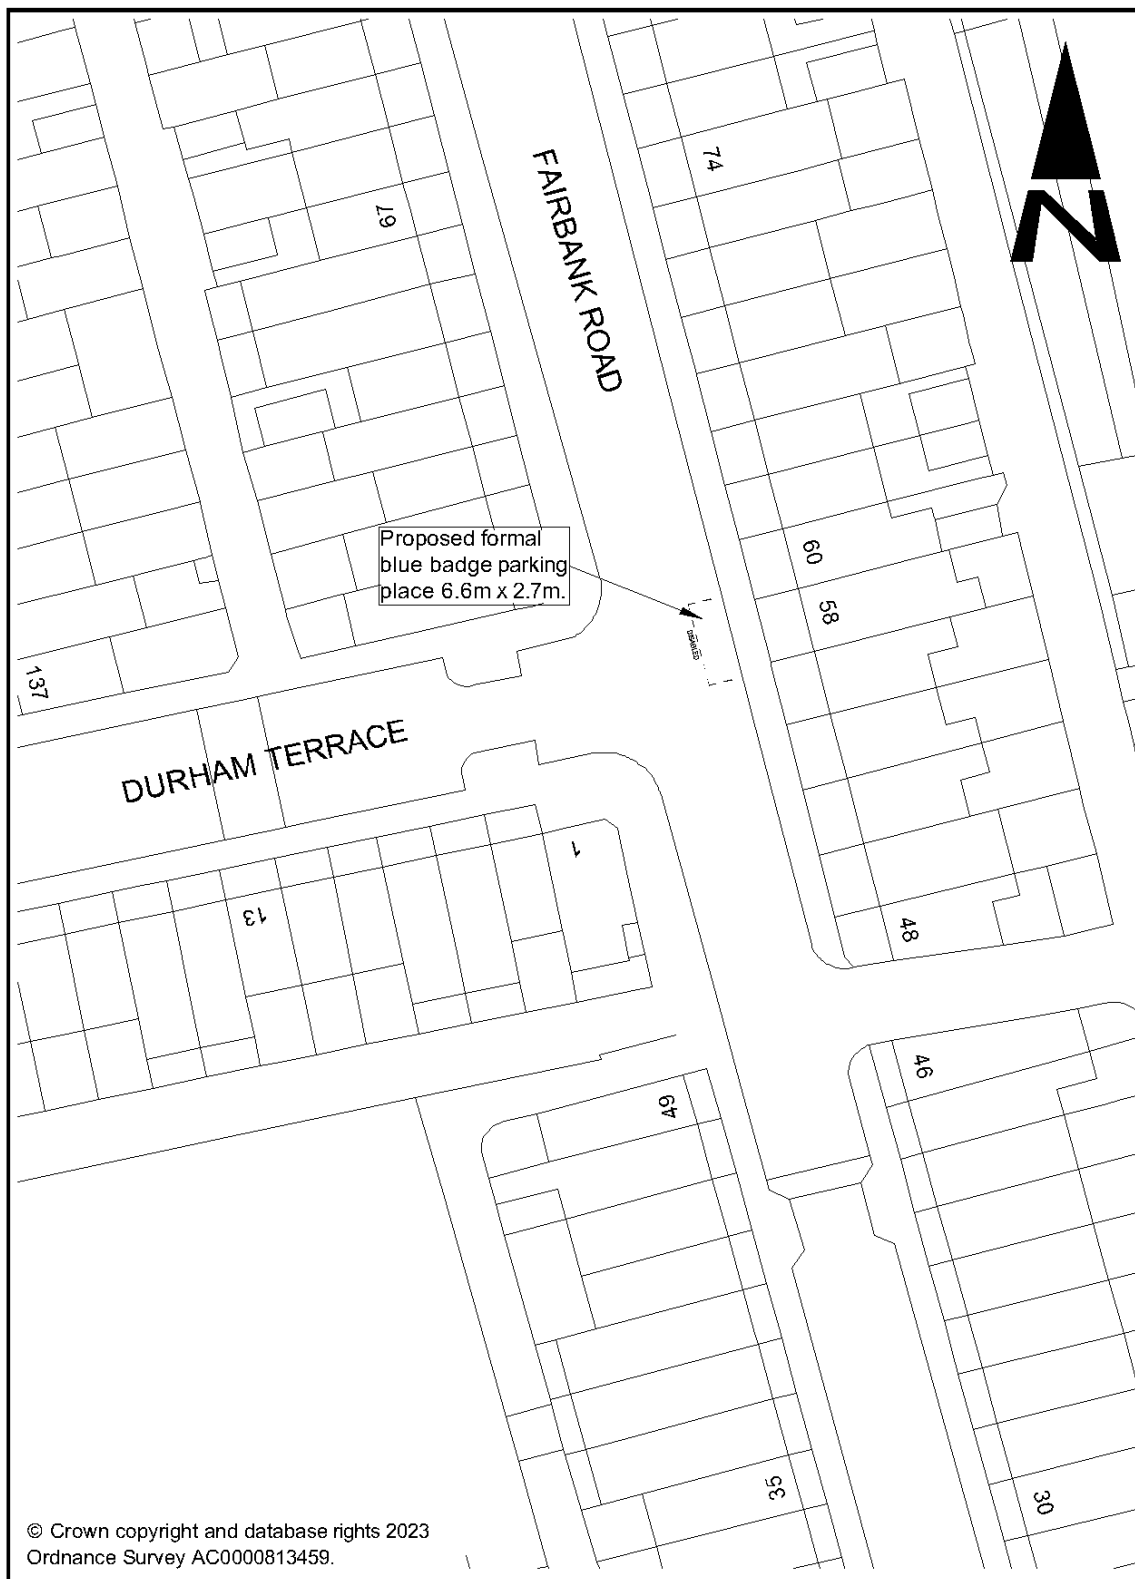 N
FAIRBANK ROAD
74
67
Proposed formal
blue badge parking
place 6.6m x 2.7m.
DISABLED
60
58
137
DURHAM TERRACE
1
13
48
46
49
35
30
© Crown copyright and database rights 2023
Ordnance Survey AC0000813459.